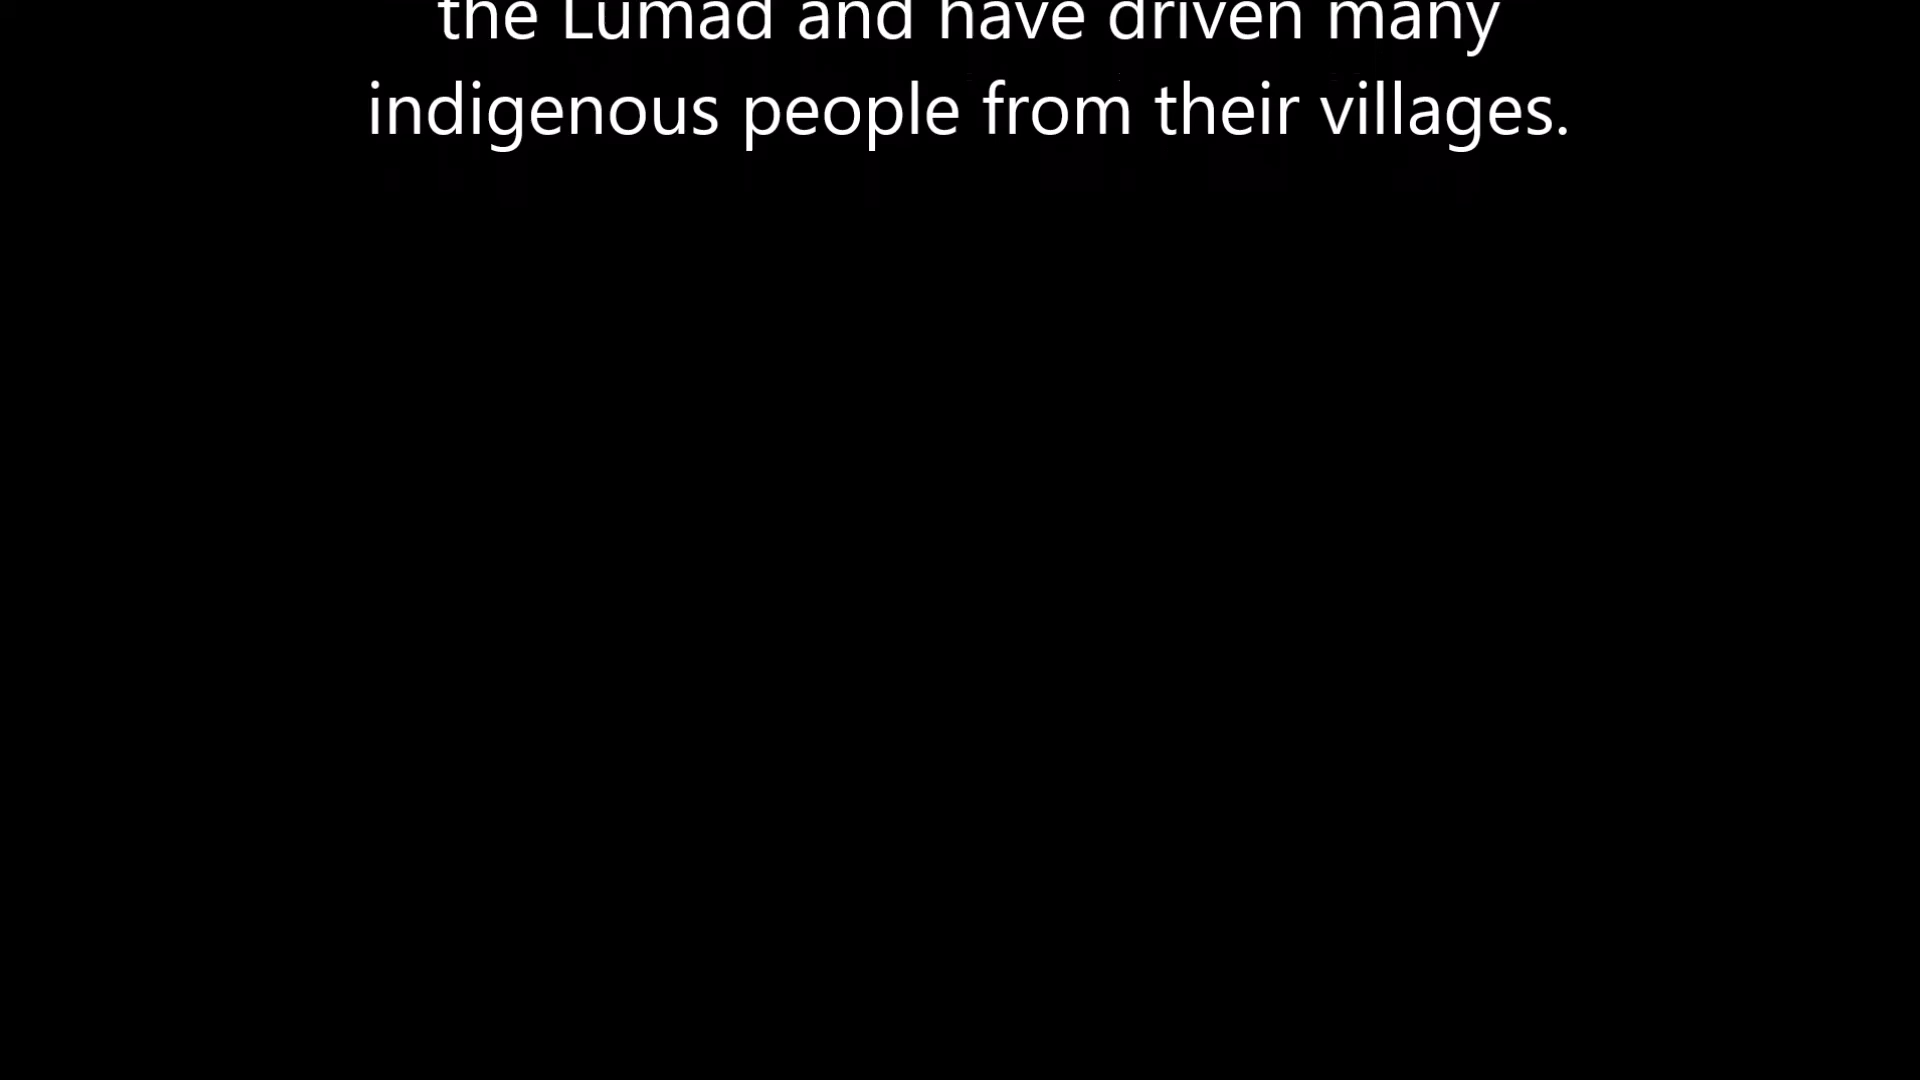 the Lumad and have driven many
indigenous people from their villages.